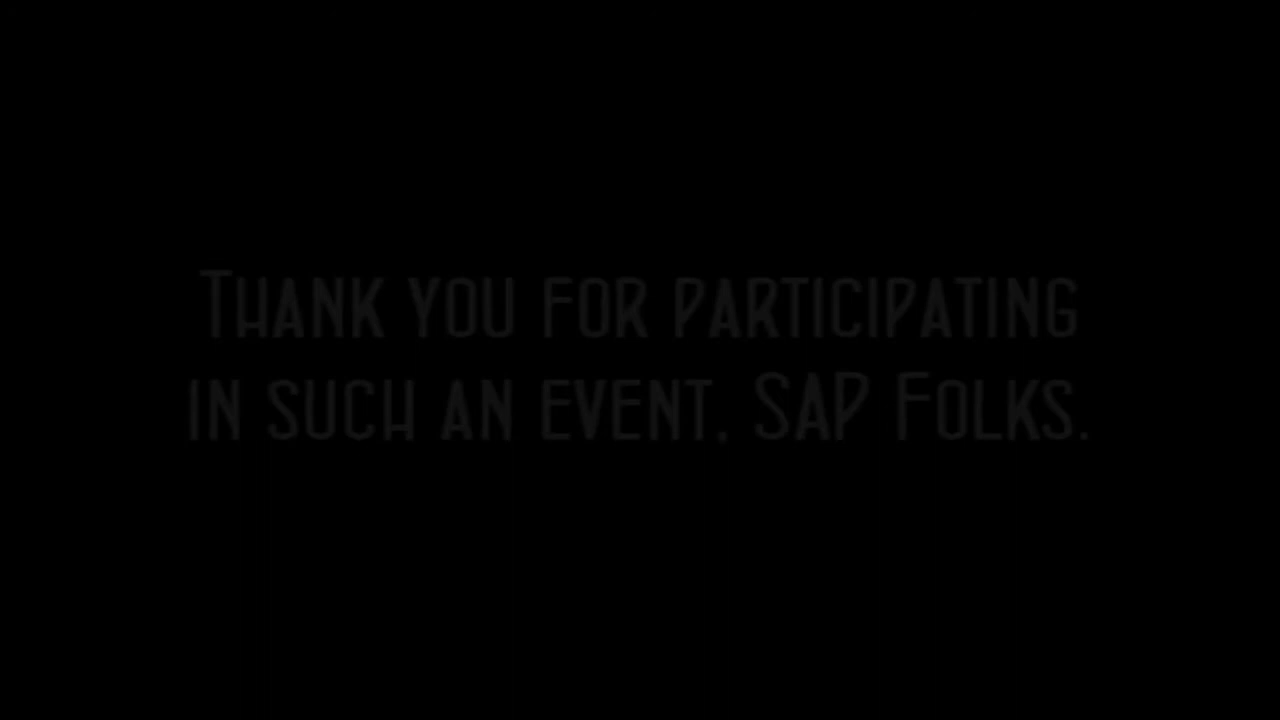 Thank you for participating
in such an event, SAP Folks.